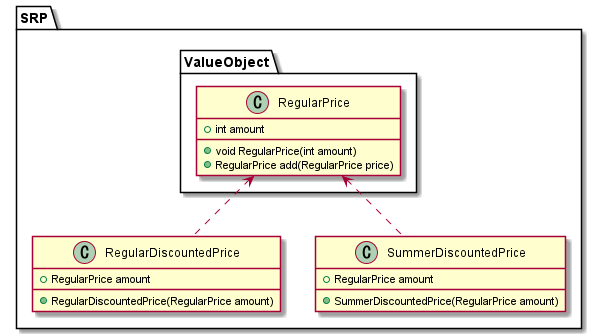 SRP
ValueObject
C RegularPrice
int amount
void RegularPrice(int amount)
RegularPrice add(RegularPrice price)
C RegularDiscountedPrice
RegularPrice amount
RegularDiscountedPrice(RegularPrice amount)
C SummerDiscountedPrice
RegularPrice amount
SummerDiscountedPrice(RegularPrice amount)